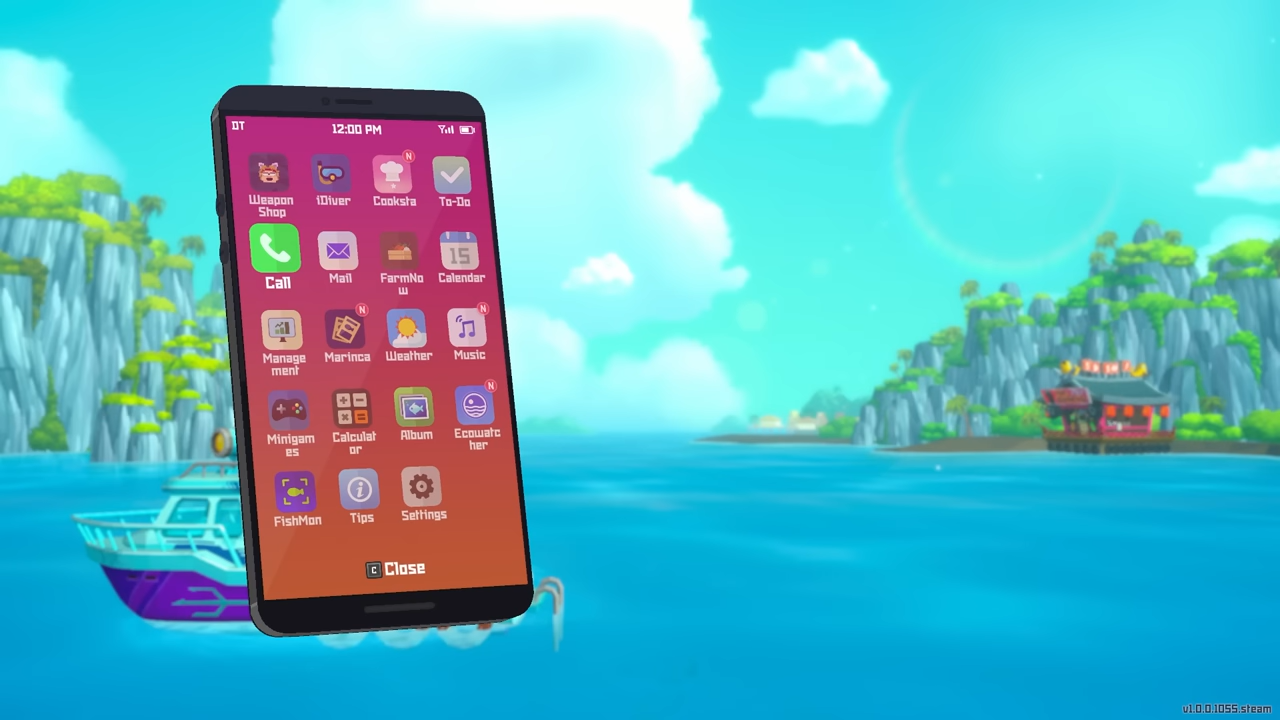 DT
12:00 PM
N
Weapon
Shop
iDiver
Cooksta
To-Do
15
Call
Mail
FarmNo
w
Calendar
N
N
Manage
ment
Marinca
Weather
Music
N
Minigam
es
Calculat
or
Album
Ecowatc
her
FishMon
Tips
Settings
C Close
v1.0.0.1055.steam